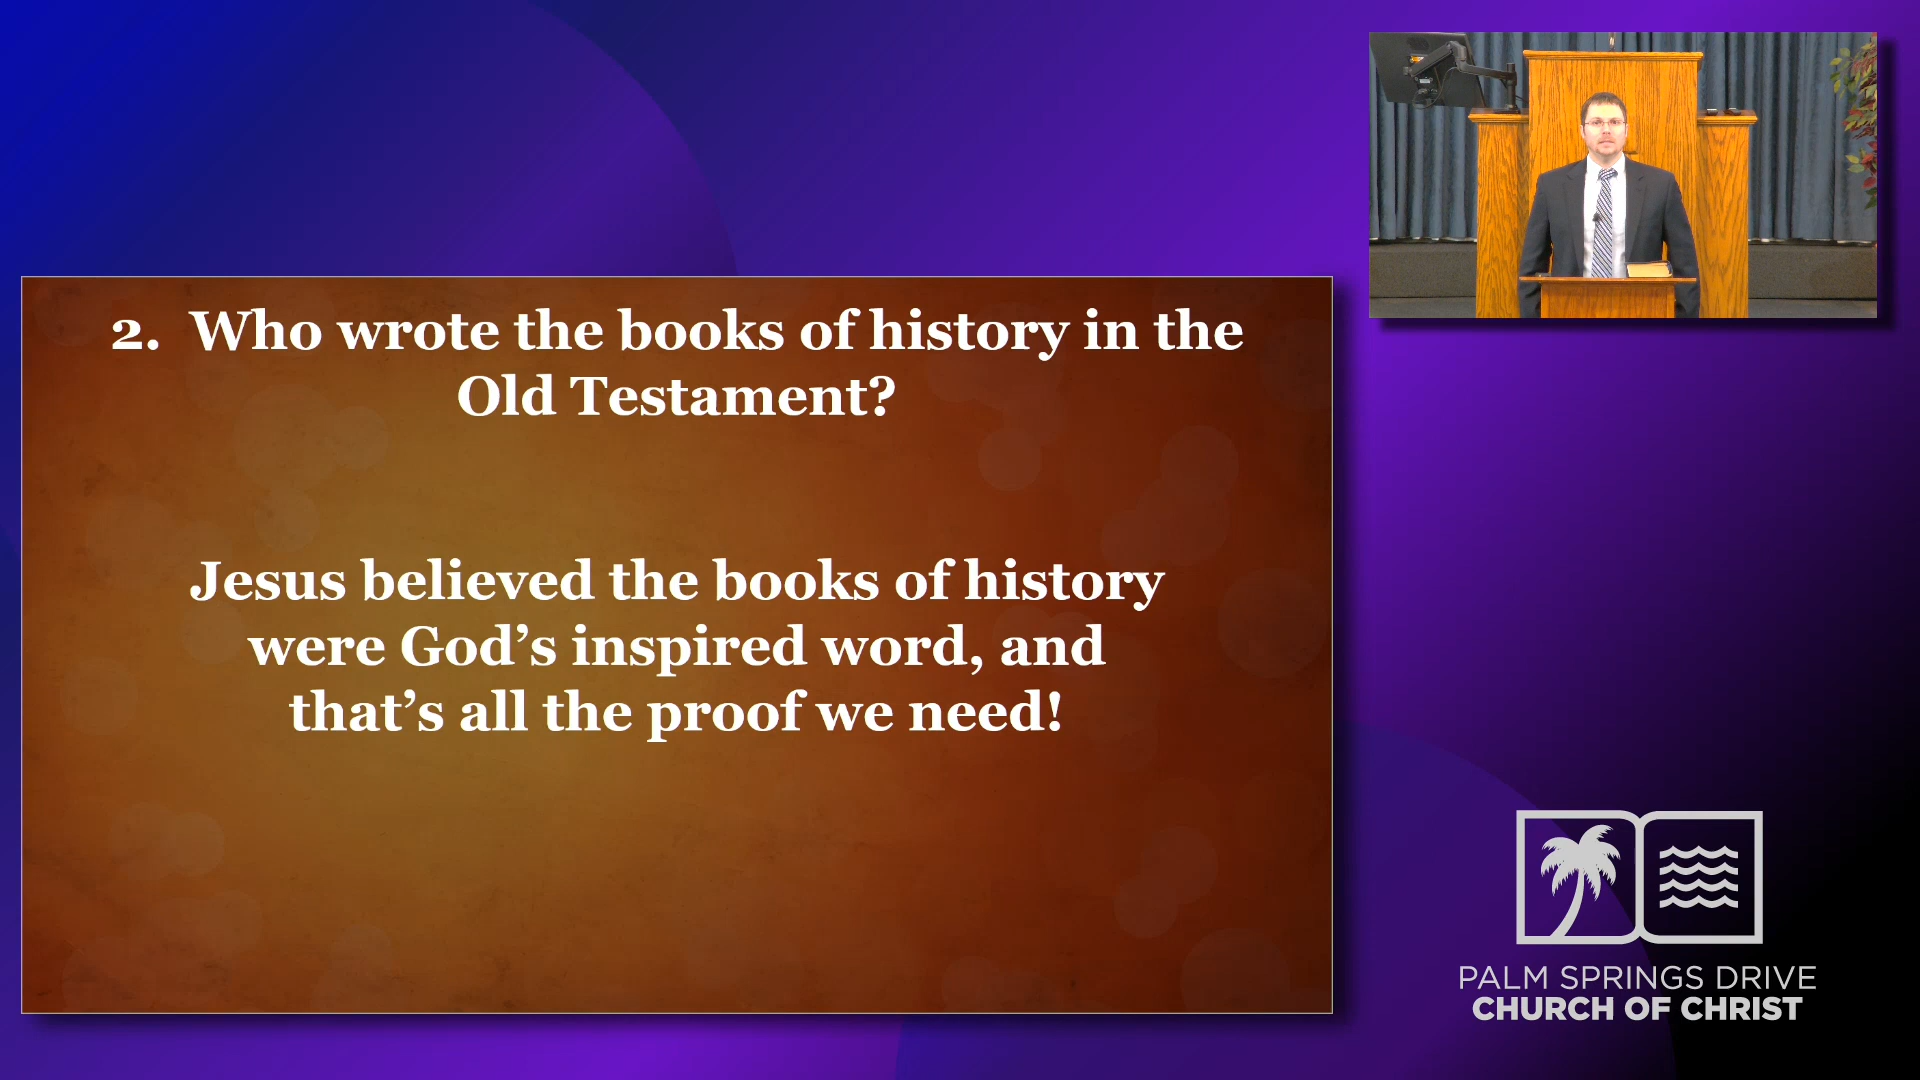 2. Who wrote the books of history in the
Old Testament?
Jesus believed the books of history
were God’s inspired word, and
that’s all the proof we need!
PALM SPRINGS DRIVE
CHURCH OF CHRIST